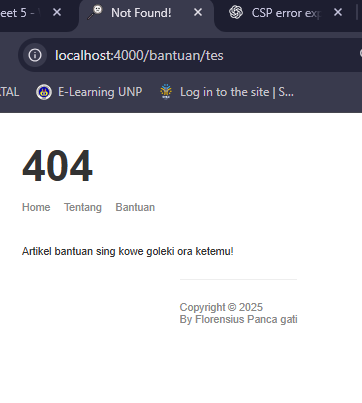 eet 5 -
Not Found!
CSP error exp
localhost:4000/bantuan/tes
TAL
E-Learning UNP
Log in to the site | S...
404
Home Tentang Bantuan
Artikel bantuan sing kowe goleki ora ketemu!
Copyright © 2025
By Florensius Panca gati